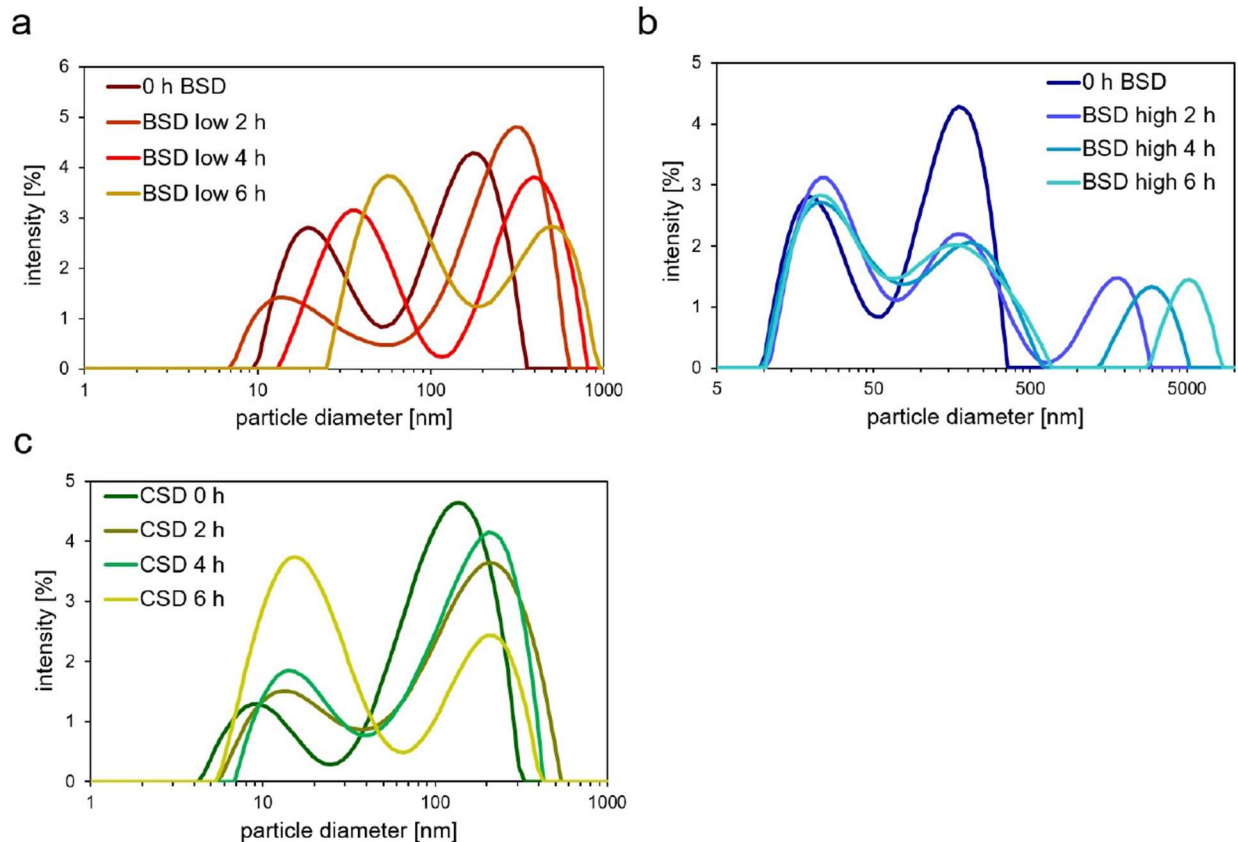 a
6
5
4
3
2
1
0
intensity [%]
0 h BSD
BSD low 2 h
BSD low 4 h
BSD low 6 h
1
10
100
1000
particle diameter [nm]
b
5
4
3
2
1
0
intensity [%]
0 h BSD
BSD high 2 h
BSD high 4 h
BSD high 6 h
5
50
500
5000
particle diameter [nm]
c
5
4
3
2
1
0
intensity [%]
CSD 0 h
CSD 2 h
CSD 4 h
CSD 6 h
1
10
100
1000
particle diameter [nm]